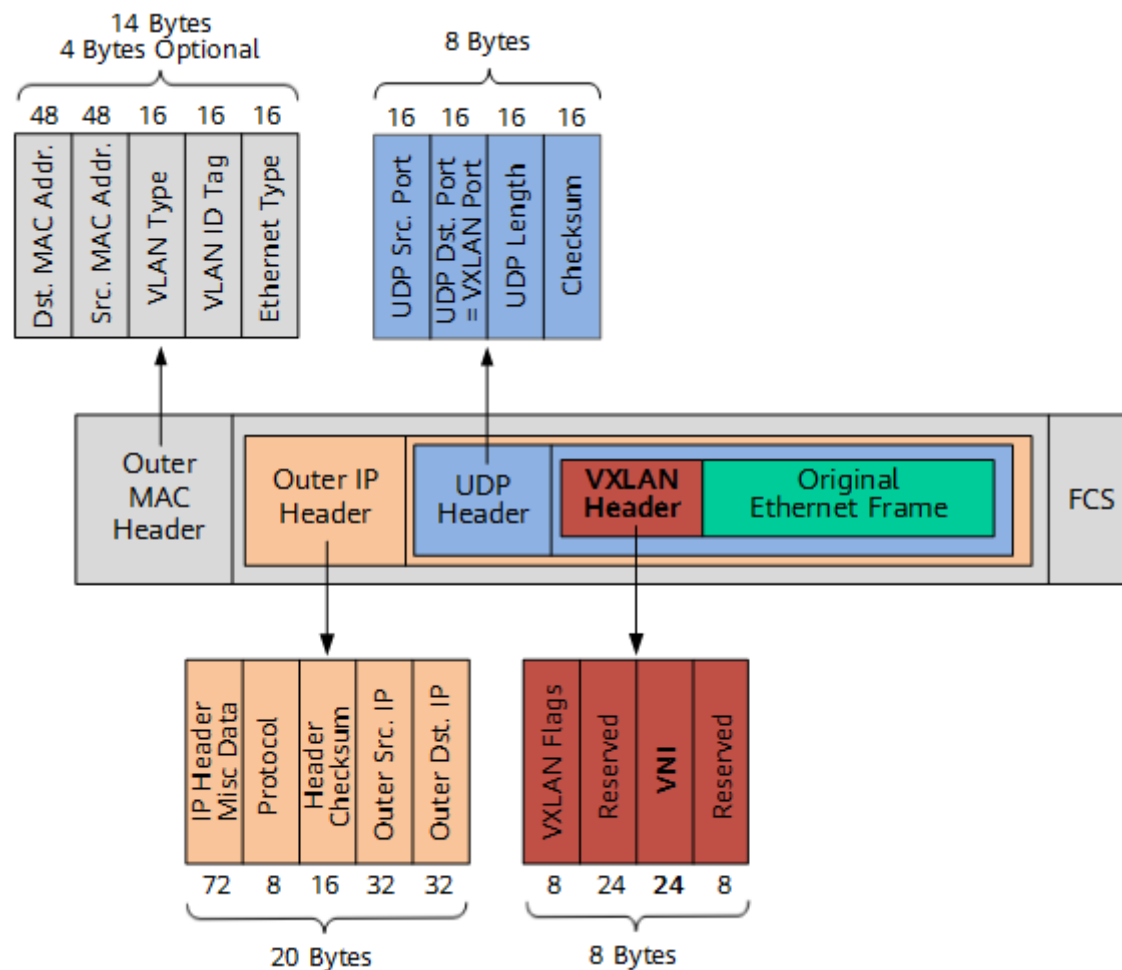 14 Bytes
4 Bytes Optional
8 Bytes
48 48 16 16 16
16 16 16 16
Dst. MAC Addr.
Src. MAC Addr.
VLAN Type
VLAN ID Tag
Ethernet Type
UDP Src. Port
UDP Dst. Port
= VXLAN Port
UDP Length
Checksum
Outer
MAC
Header
Outer IP
Header
UDP
Header
VXLAN
Header
Original
Ethernet Frame
FCS
IP Header
Misc Data
Protocol
Header
Checksum
Outer Src. IP
Outer Dst. IP
VXLAN Flags
Reserved
VNI
Reserved
72 8 16 32 32
8 24 24 8
20 Bytes
8 Bytes